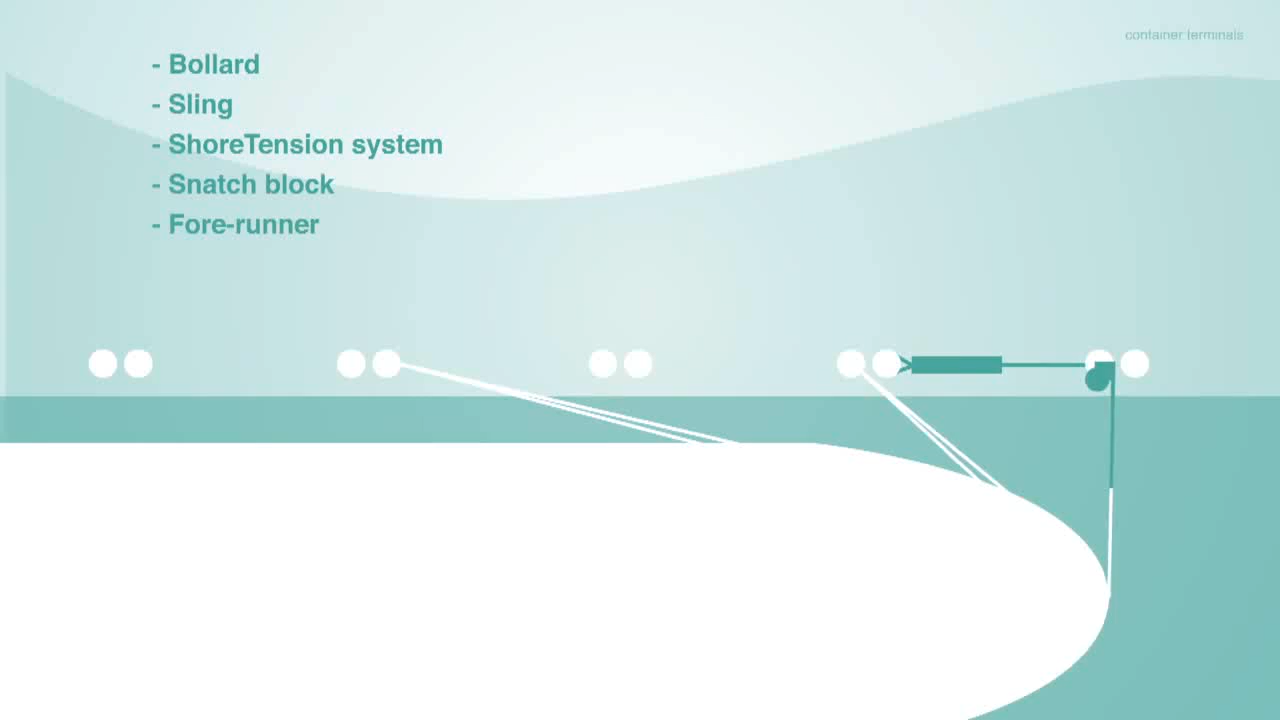 container terminals
- Bollard
- Sling
- ShoreTension system
- Snatch block
- Fore-runner